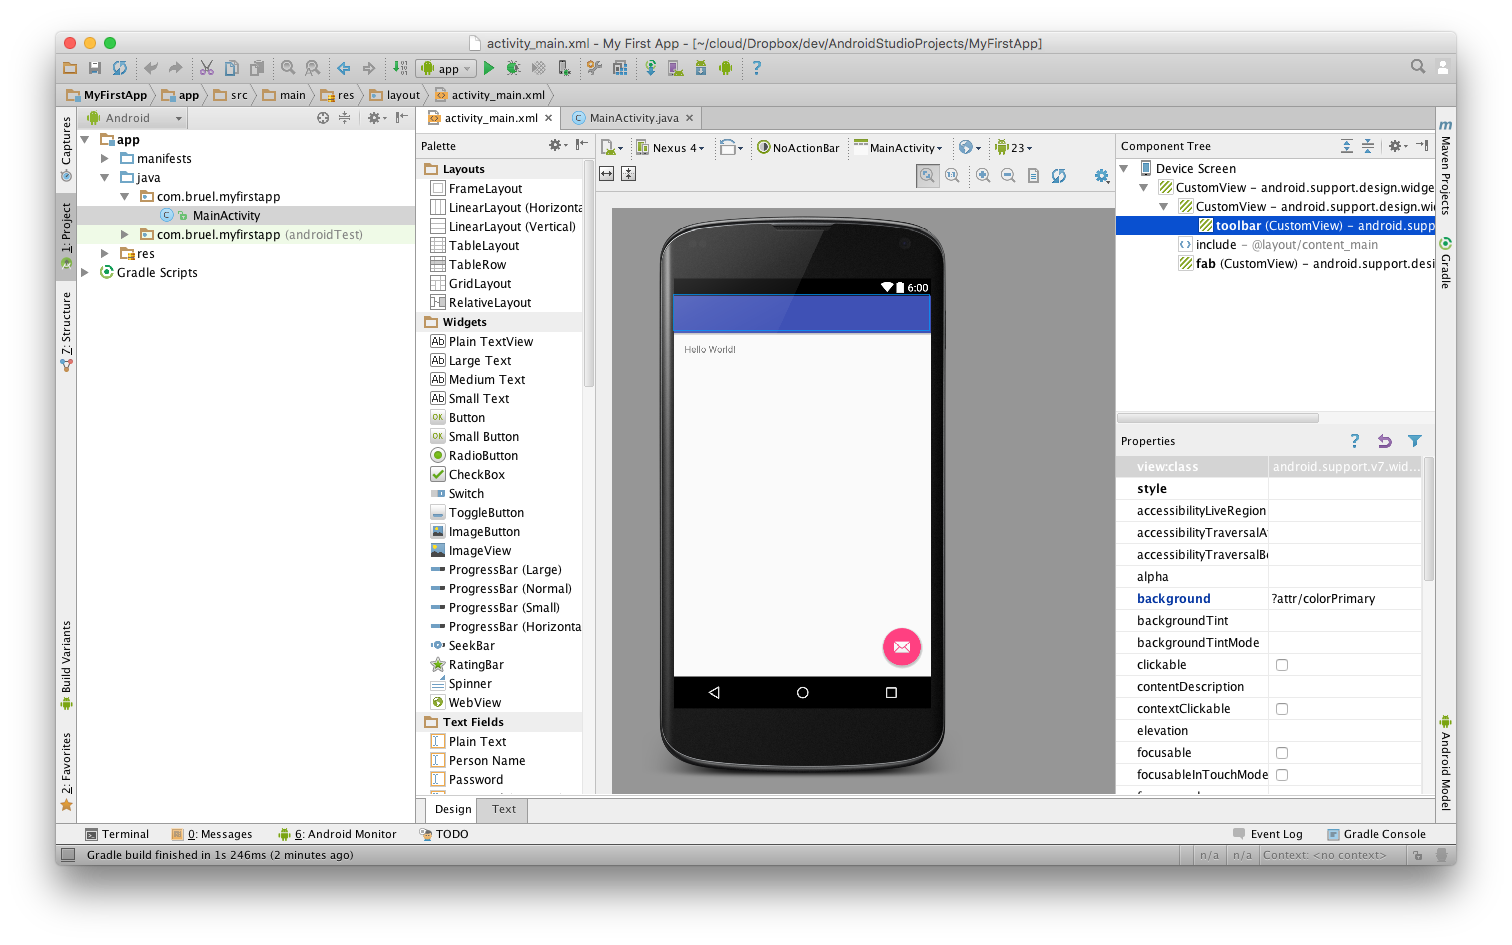 activity_main.xml - My First App - [~/cloud/Dropbox/dev/AndroidStudioProjects/MyFirstApp]
app
MyFirstApp app src main res layout activity_main.xml
Captures
1: Project
Z: Structure
Build Variants
2: Favorites
Android
app
manifests
java
com.bruel.myfirstapp
MainActivity
com.bruel.myfirstapp (androidTest)
res
Gradle Scripts
activity_main.xml
MainActivity.java
Palette
Layouts
FrameLayout
LinearLayout (Horizonta
LinearLayout (Vertical)
TableLayout
TableRow
GridLayout
RelativeLayout
Widgets
Ab Plain TextView
Ab Large Text
Ab Medium Text
Ab Small Text
OK Button
OK Small Button
RadioButton
CheckBox
Switch
ToggleButton
ImageButton
ImageView
ProgressBar (Large)
ProgressBar (Normal)
ProgressBar (Small)
ProgressBar (Horizonta
SeekBar
RatingBar
Spinner
WebView
Text Fields
Plain Text
Person Name
Password
Nexus 4 NoActionBar MainActivity 23
6:00
Hello World!
Design Text
Component Tree
Device Screen
CustomView - android.support.design.widge
CustomView - android.support.design.wi
toolbar (CustomView) - android.supp
include - @layout/content_main
fab (CustomView) - android.support.desi
Properties
view:class android.support.v7.wid...
style
accessibilityLiveRegion
accessibilityTraversalA
accessibilityTraversalBe
alpha
background ?attr/colorPrimary
backgroundTint
backgroundTintMode
clickable
contentDescription
contextClickable
elevation
focusable
focusableInTouchMode
m Maven Projects
Gradle
Android Model
Terminal 0: Messages 6: Android Monitor TODO Event Log Gradle Console
Gradle build finished in 1s 246ms (2 minutes ago) n/a n/a Context: <no context>